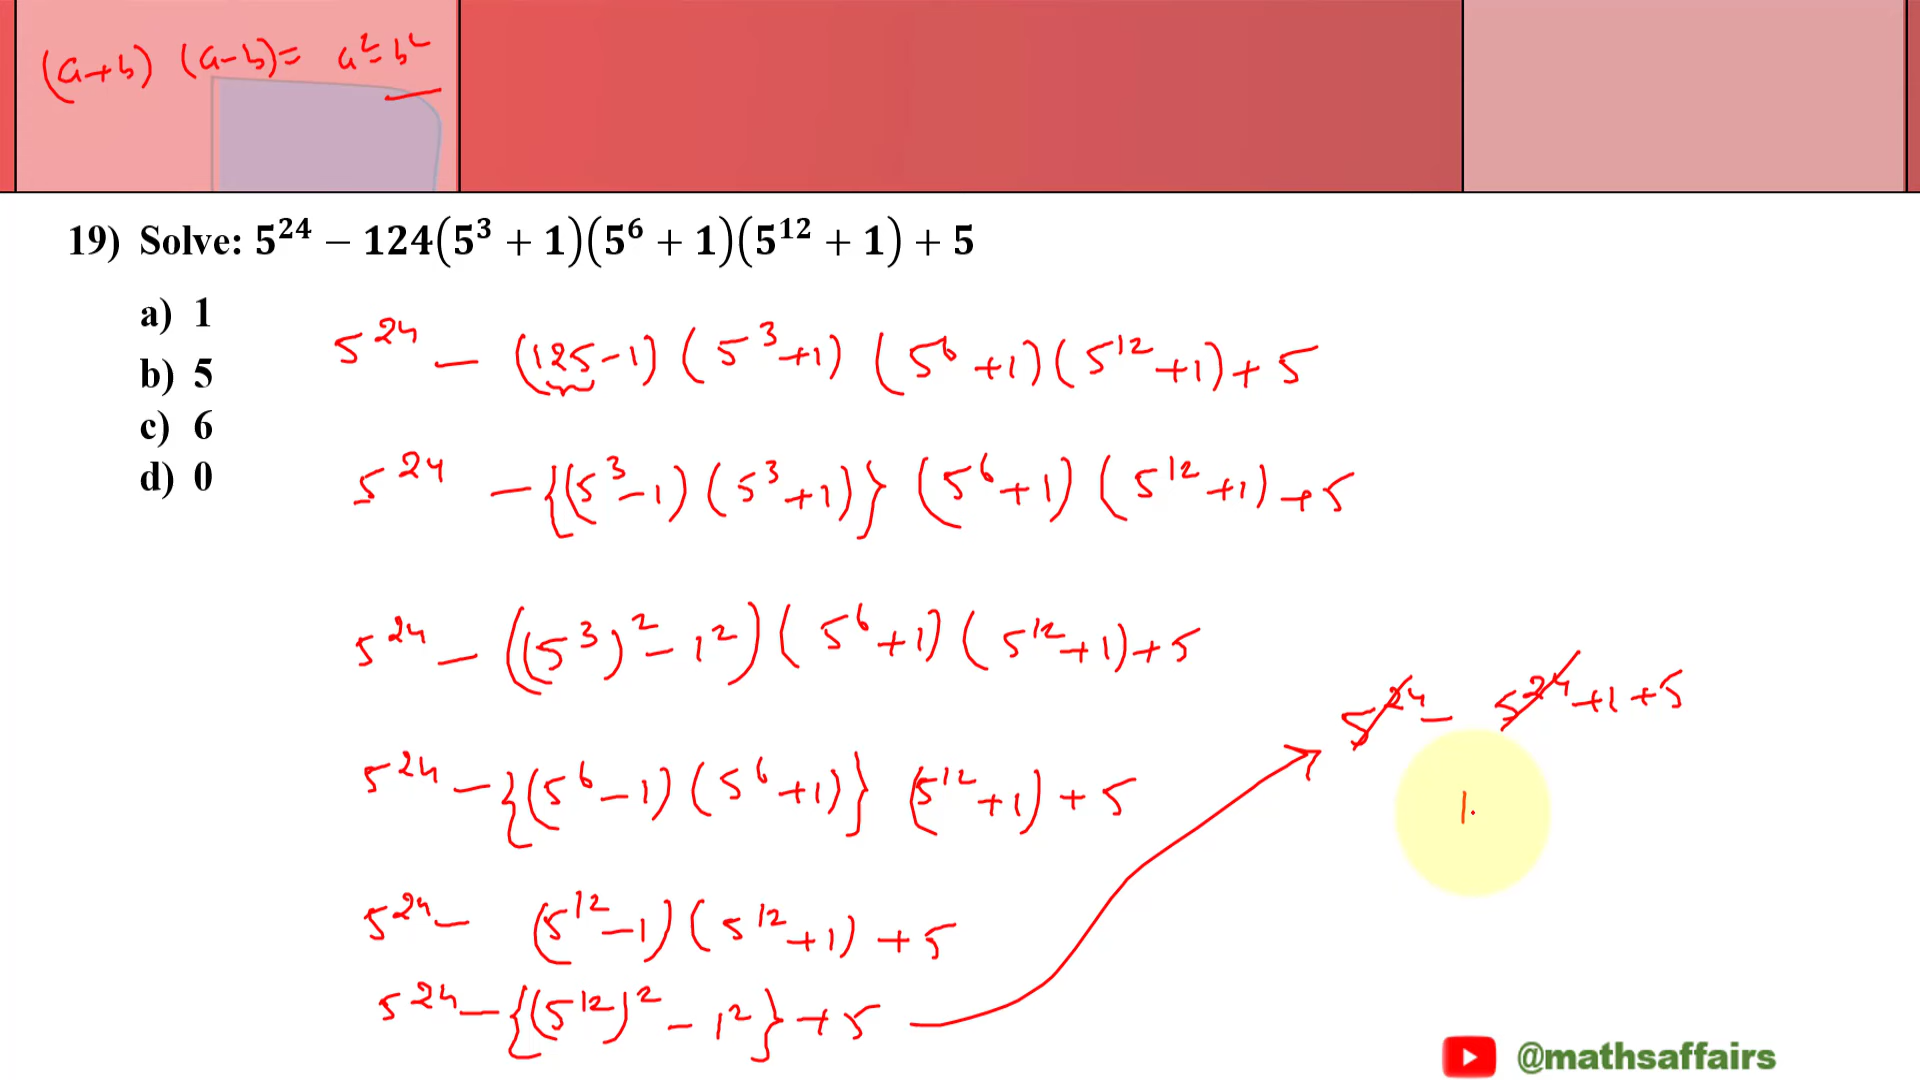 (a+b) (a-b)= a²-b²
19) Solve: 5²⁴ − 124(5³ + 1)(5⁶ + 1)(5¹² + 1) + 5
a) 1
b) 5
c) 6
d) 0
5²⁴ - (125-1) (5³+1) (5⁶+1) (5¹²+1) + 5
5²⁴ - {(5³-1) (5³+1)} (5⁶+1) (5¹²+1) + 5
5²⁴ - ((5³)²-1²) (5⁶+1) (5¹²+1) + 5
5²⁴ - {(5⁶-1) (5⁶+1)} (5¹²+1) + 5
5²⁴ - (5¹²-1) (5¹²+1) + 5
5²⁴ - {(5¹²)²-1²} + 5
5²⁴ - 5²⁴ + 1 + 5
@mathsaffairs